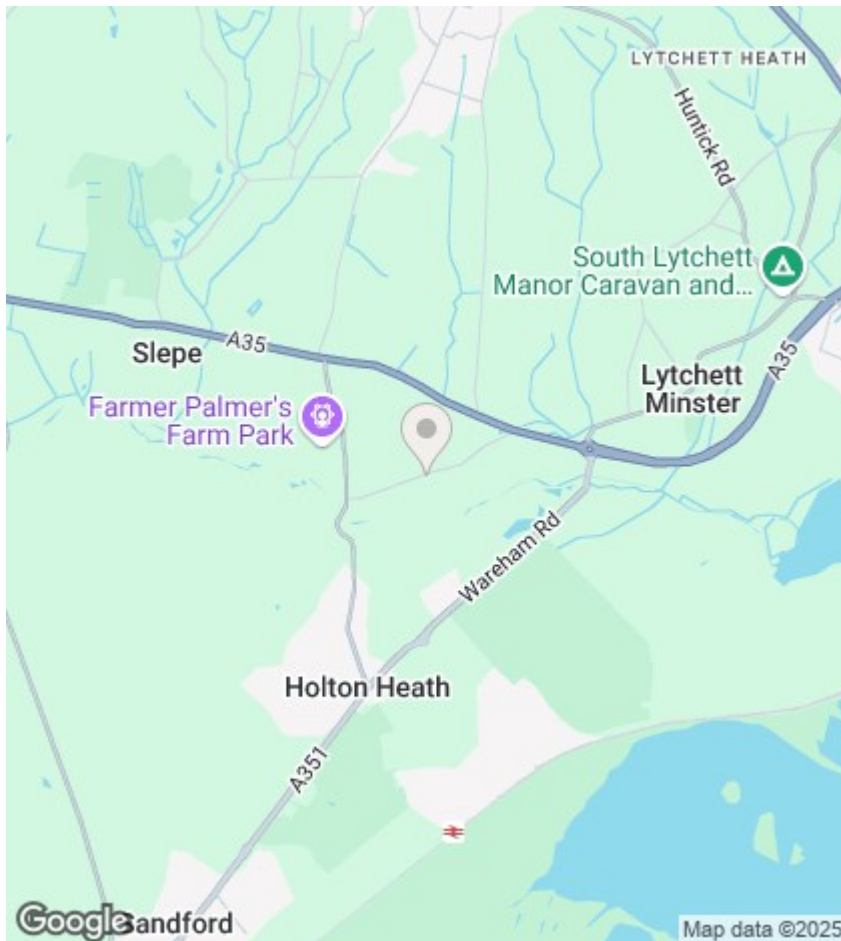 LYTCHETT HEATH
Huntick Rd
South Lytchett
Manor Caravan and...
A35
Slepe
A35
Lytchett
Minster
Farmer Palmer's
Farm Park
Wareham Rd
Holton Heath
A351
Google
Sandford
Map data ©2025